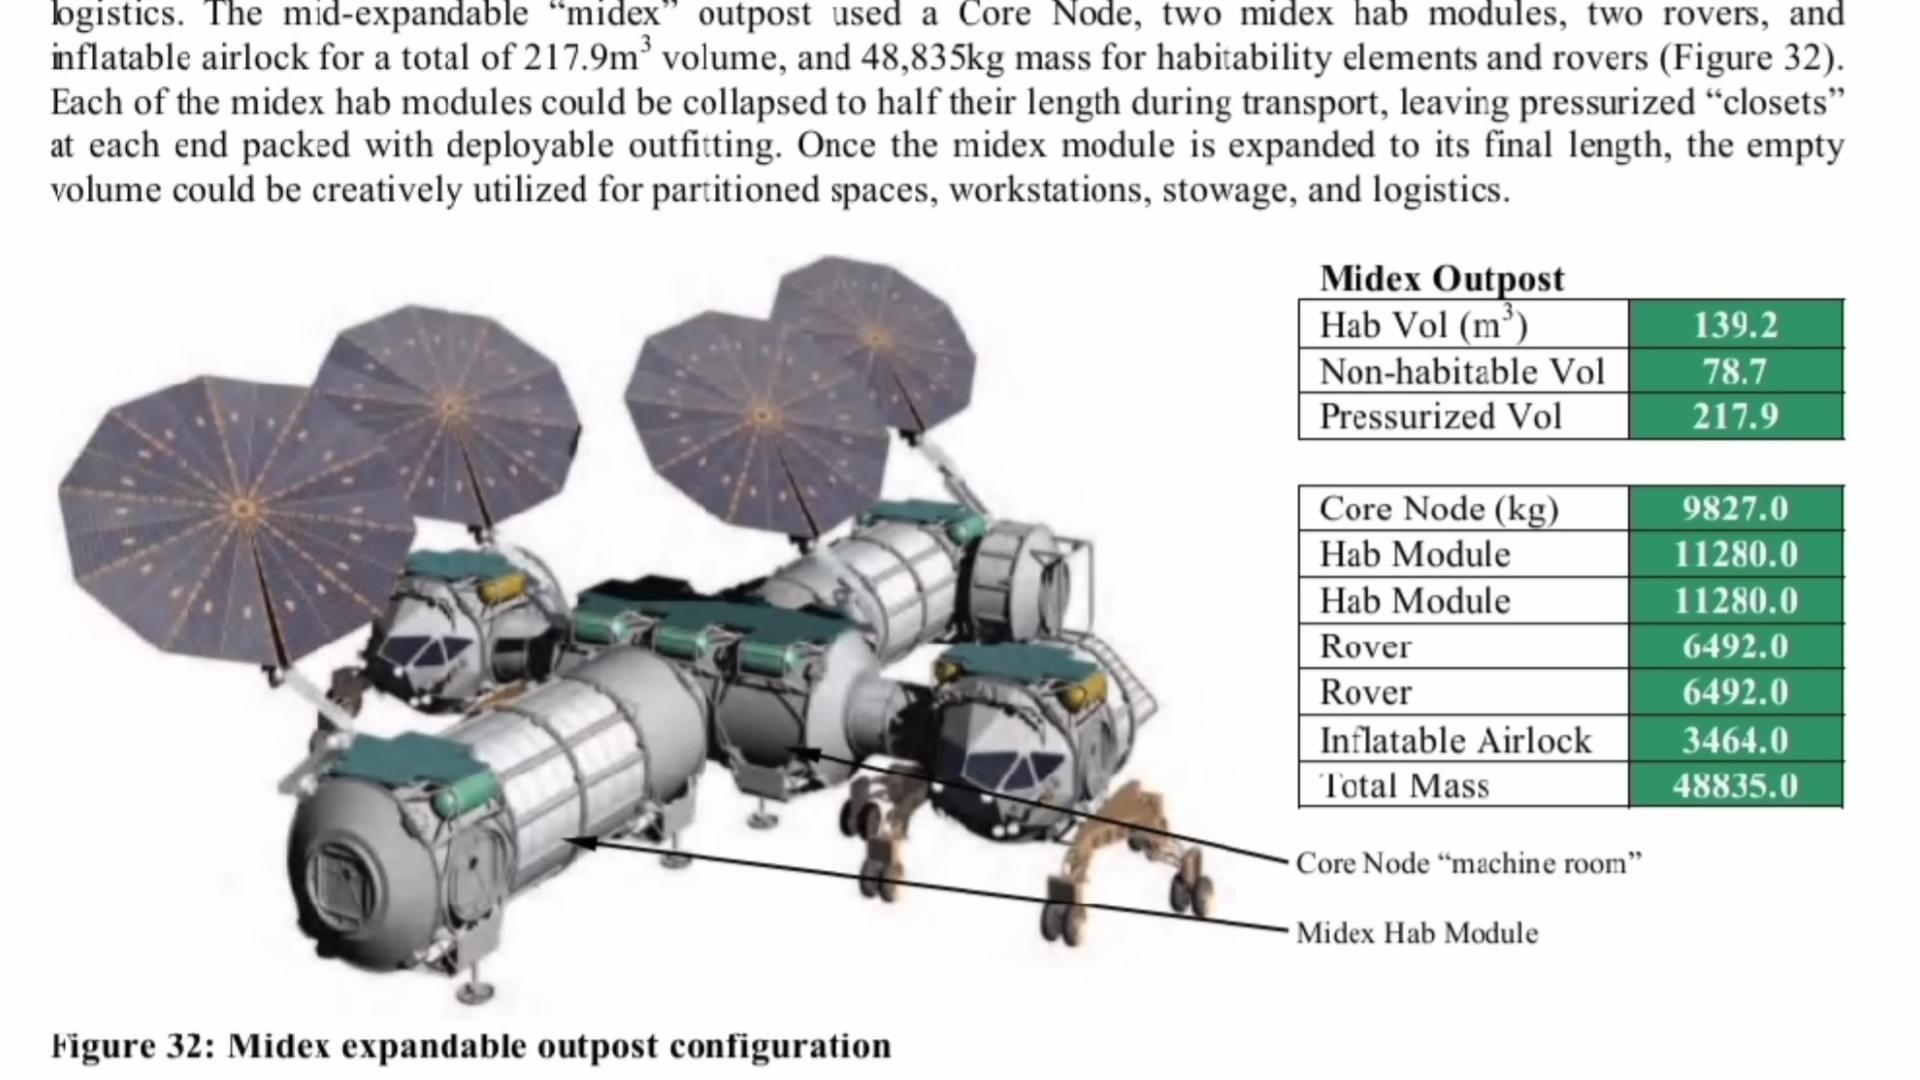 logistics. The mid-expandable “midex” outpost used a Core Node, two midex hab modules, two rovers, and
inflatable airlock for a total of 217.9m³ volume, and 48,835kg mass for habitability elements and rovers (Figure 32).
Each of the midex hab modules could be collapsed to half their length during transport, leaving pressurized “closets”
at each end packed with deployable outfitting. Once the midex module is expanded to its final length, the empty
volume could be creatively utilized for partitioned spaces, workstations, stowage, and logistics.
Midex Outpost
Hab Vol (m³) 139.2
Non-habitable Vol 78.7
Pressurized Vol 217.9
Core Node (kg) 9827.0
Hab Module 11280.0
Hab Module 11280.0
Rover 6492.0
Rover 6492.0
Inflatable Airlock 3464.0
Total Mass 48835.0
Core Node “machine room”
Midex Hab Module
Figure 32: Midex expandable outpost configuration